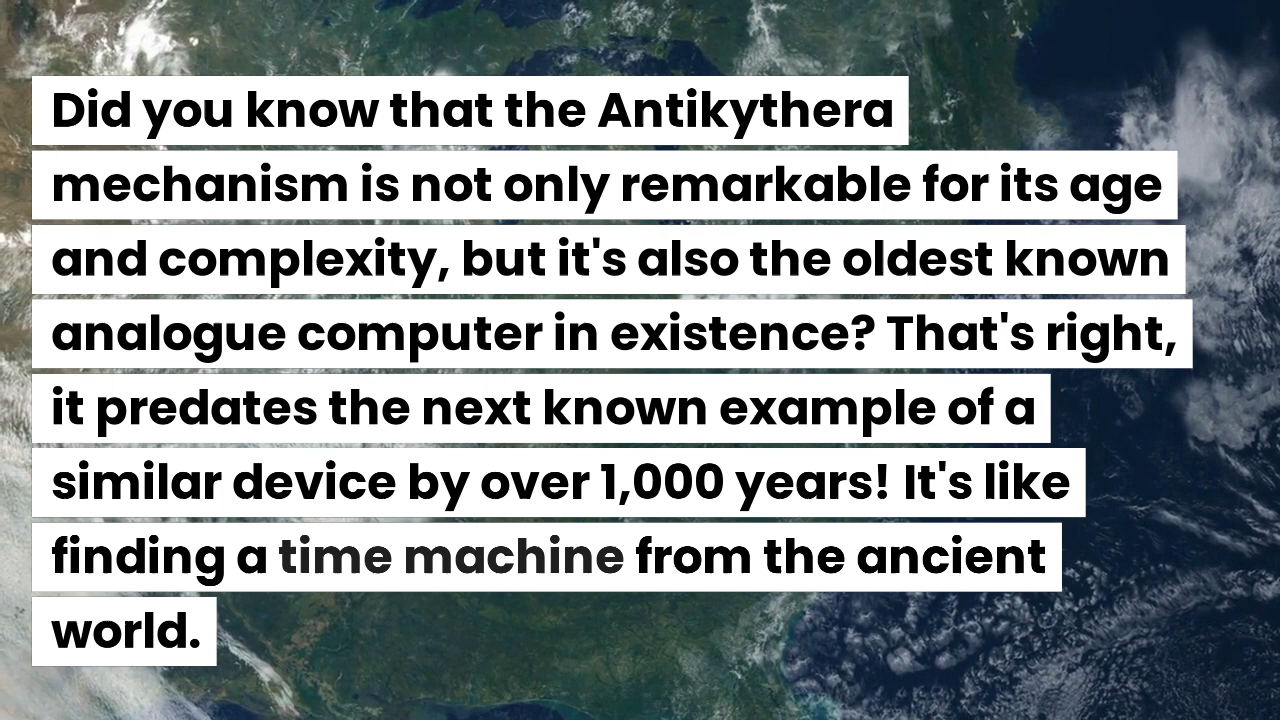 Did you know that the Antikythera
mechanism is not only remarkable for its age
and complexity, but it's also the oldest known
analogue computer in existence? That's right,
it predates the next known example of a
similar device by over 1,000 years! It's like
finding a time machine from the ancient
world.